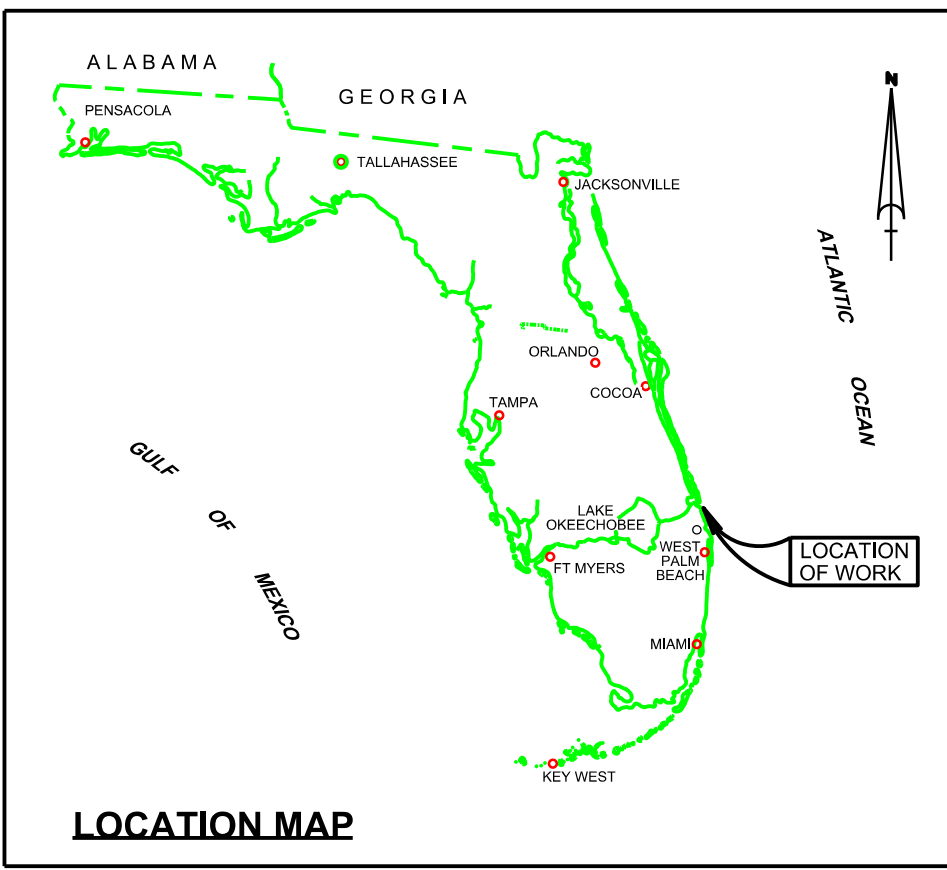 ALABAMA
N
PENSACOLA
GEORGIA
TALLAHASSEE
JACKSONVILLE
ATLANTIC
OCEAN
ORLANDO
COCOA
TAMPA
GULF
OF
MEXICO
LAKE
OKEECHOBEE
WEST
PALM
BEACH
LOCATION
OF WORK
FT MYERS
MIAMI
KEY WEST
LOCATION MAP